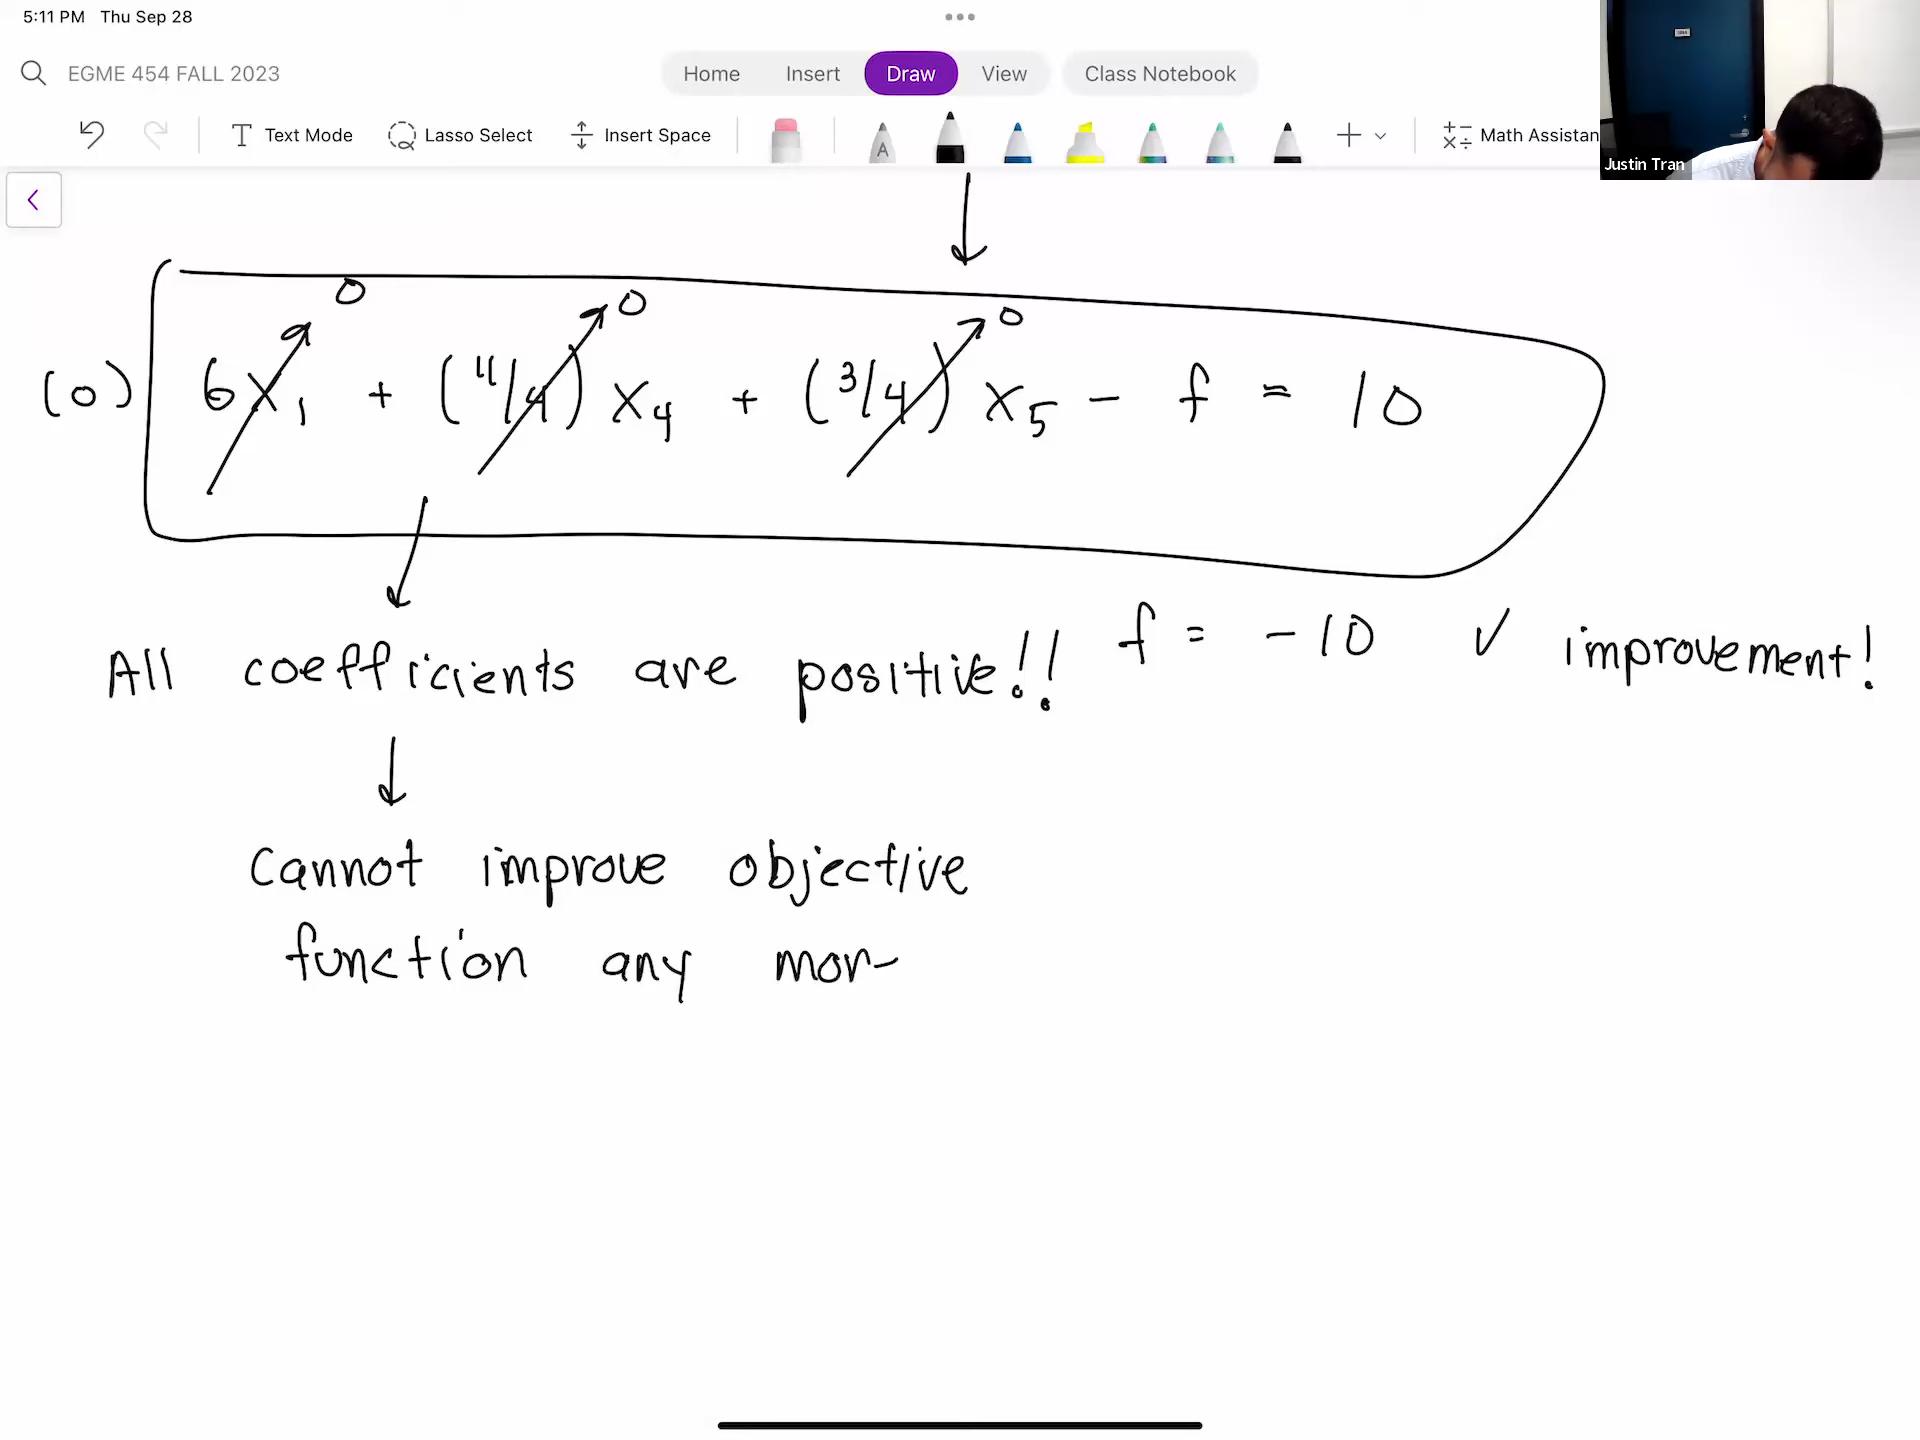 5:11 PM Thu Sep 28
EGME 454 FALL 2023
Home Insert Draw View Class Notebook
Text Mode Lasso Select Insert Space A Math Assistan
Justin Tran
0 0 0
(0) 6x₁ + (11/4) x₄ + (3/4) x₅ - f = 10
All coefficients are positive!! f = -10 ✓ improvement!
cannot improve objective
function any mor